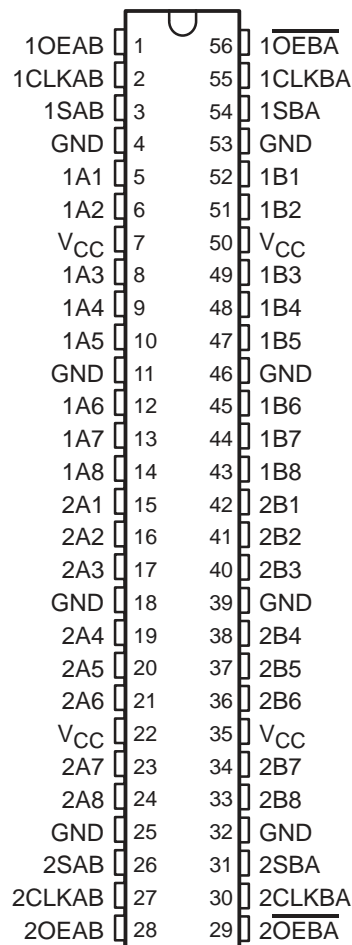 1OEAB 1 56 1O̅E̅B̅A̅
1CLKAB 2 55 1CLKBA
1SAB 3 54 1SBA
GND 4 53 GND
1A1 5 52 1B1
1A2 6 51 1B2
VCC 7 50 VCC
1A3 8 49 1B3
1A4 9 48 1B4
1A5 10 47 1B5
GND 11 46 GND
1A6 12 45 1B6
1A7 13 44 1B7
1A8 14 43 1B8
2A1 15 42 2B1
2A2 16 41 2B2
2A3 17 40 2B3
GND 18 39 GND
2A4 19 38 2B4
2A5 20 37 2B5
2A6 21 36 2B6
VCC 22 35 VCC
2A7 23 34 2B7
2A8 24 33 2B8
GND 25 32 GND
2SAB 26 31 2SBA
2CLKAB 27 30 2CLKBA
2OEAB 28 29 2O̅E̅B̅A̅